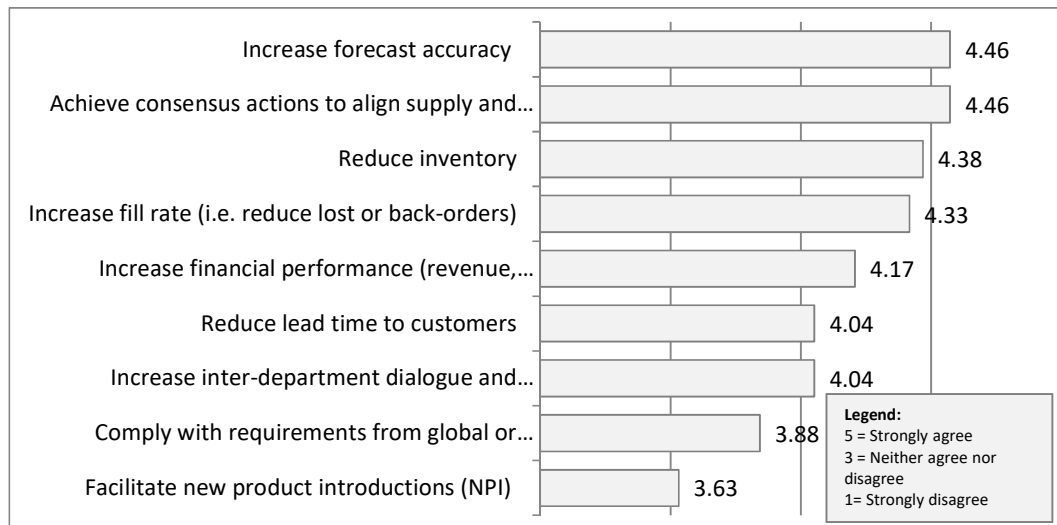 Increase forecast accuracy 4.46
Achieve consensus actions to align supply and... 4.46
Reduce inventory 4.38
Increase fill rate (i.e. reduce lost or back-orders) 4.33
Increase financial performance (revenue,... 4.17
Reduce lead time to customers 4.04
Increase inter-department dialogue and... 4.04
Comply with requirements from global or... 3.88
Facilitate new product introductions (NPI) 3.63
Legend:
5 = Strongly agree
3 = Neither agree nor
disagree
1= Strongly disagree